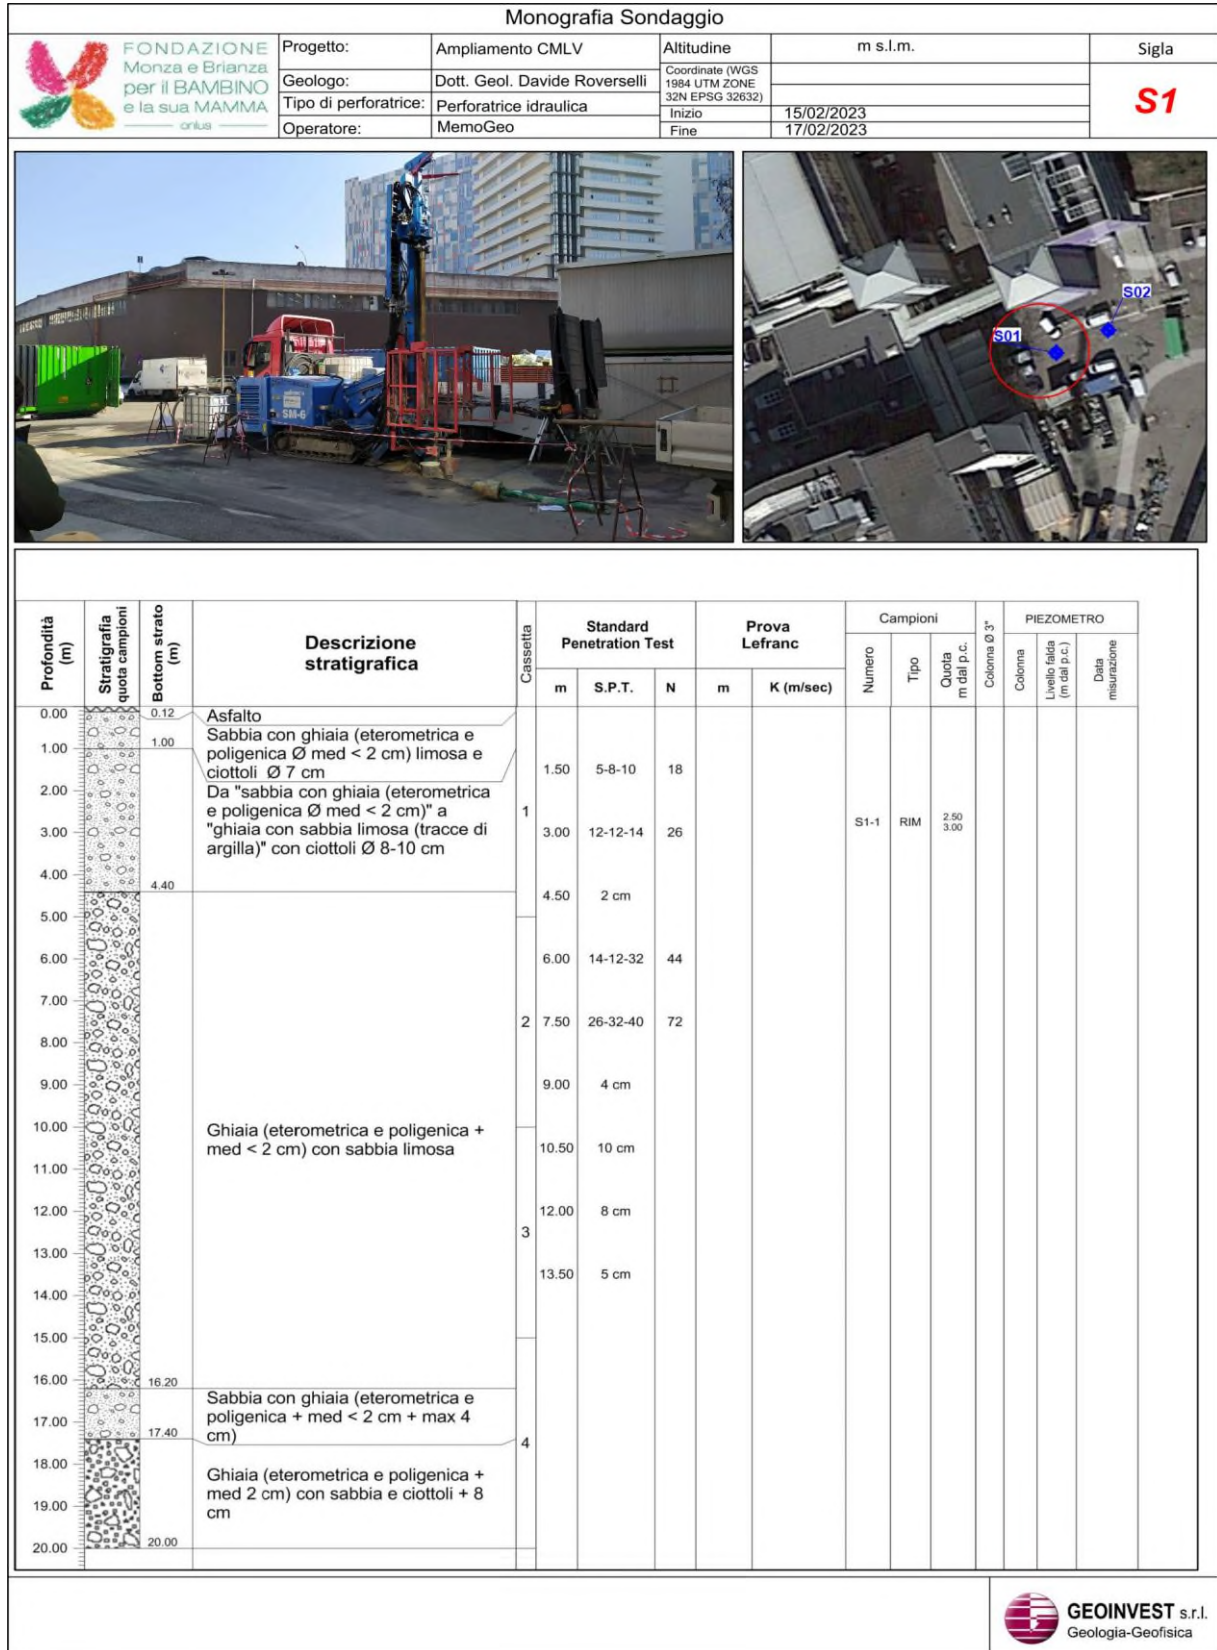 Monografia Sondaggio
FONDAZIONE
Monza e Brianza
per il BAMBINO
e la sua MAMMA
onlus
Progetto: Ampliamento CMLV
Geologo: Dott. Geol. Davide Roverselli
Tipo di perforatrice: Perforatrice idraulica
Operatore: MemoGeo
Altitudine m s.l.m.
Coordinate (WGS
1984 UTM ZONE
32N EPSG 32632)
Inizio 15/02/2023
Fine 17/02/2023
Sigla
S1
SM-6
S02
S01
Profondità
(m)
Stratigrafia
quota campioni
Bottom strato
(m)
Descrizione
stratigrafica
Cassetta
Standard
Penetration Test
m S.P.T. N
Prova
Lefranc
m K (m/sec)
Campioni
Numero
Tipo
Quota
m dal p.c.
Colonna Ø 3"
PIEZOMETRO
Colonna
Livello falda
(m dal p.c.)
Data
misurazione
0.00
1.00
2.00
3.00
4.00
5.00
6.00
7.00
8.00
9.00
10.00
11.00
12.00
13.00
14.00
15.00
16.00
17.00
18.00
19.00
20.00
0.12
1.00
4.40
16.20
17.40
20.00
Asfalto
Sabbia con ghiaia (eterometrica e
poligenica Ø med < 2 cm) limosa e
ciottoli Ø 7 cm
Da "sabbia con ghiaia (eterometrica
e poligenica Ø med < 2 cm)" a
"ghiaia con sabbia limosa (tracce di
argilla)" con ciottoli Ø 8-10 cm
Ghiaia (eterometrica e poligenica +
med < 2 cm) con sabbia limosa
Sabbia con ghiaia (eterometrica e
poligenica + med < 2 cm + max 4
cm)
Ghiaia (eterometrica e poligenica +
med 2 cm) con sabbia e ciottoli + 8
cm
1
2
3
4
1.50 5-8-10 18
3.00 12-12-14 26
4.50 2 cm
6.00 14-12-32 44
7.50 26-32-40 72
9.00 4 cm
10.50 10 cm
12.00 8 cm
13.50 5 cm
S1-1 RIM 2.50
3.00
GEOINVEST s.r.l.
Geologia-Geofisica